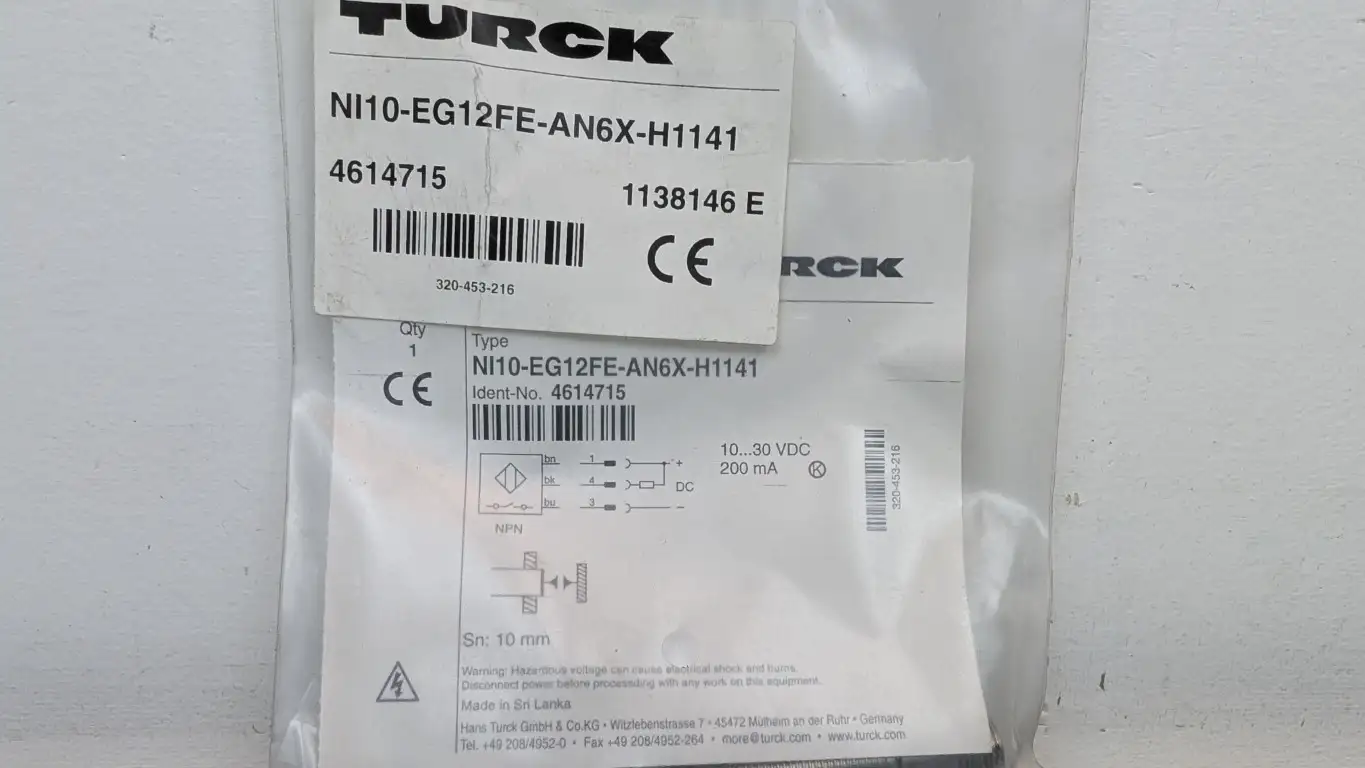 TURCK
NI10-EG12FE-AN6X-H1141
4614715
1138146 E
CE
320-453-216
RCK
Qty
1
CE
Type
NI10-EG12FE-AN6X-H1141
Ident-No. 4614715
10...30 VDC
200 mA K
bn 1 +
bk 4 DC
bu 3 −
NPN
320-453-216
Sn: 10 mm
Warning: Hazardous voltage can cause electrical shock and burns.
Disconnect power before processding with any work on this equipment.
Made in Sri Lanka
Hans Turck GmbH & Co.KG • Witzlebenstrasse 7 • 45472 Mülheim an der Ruhr • Germany
Tel. +49 208/4952-0 • Fax +49 208/4952-264 • more@turck.com • www.turck.com